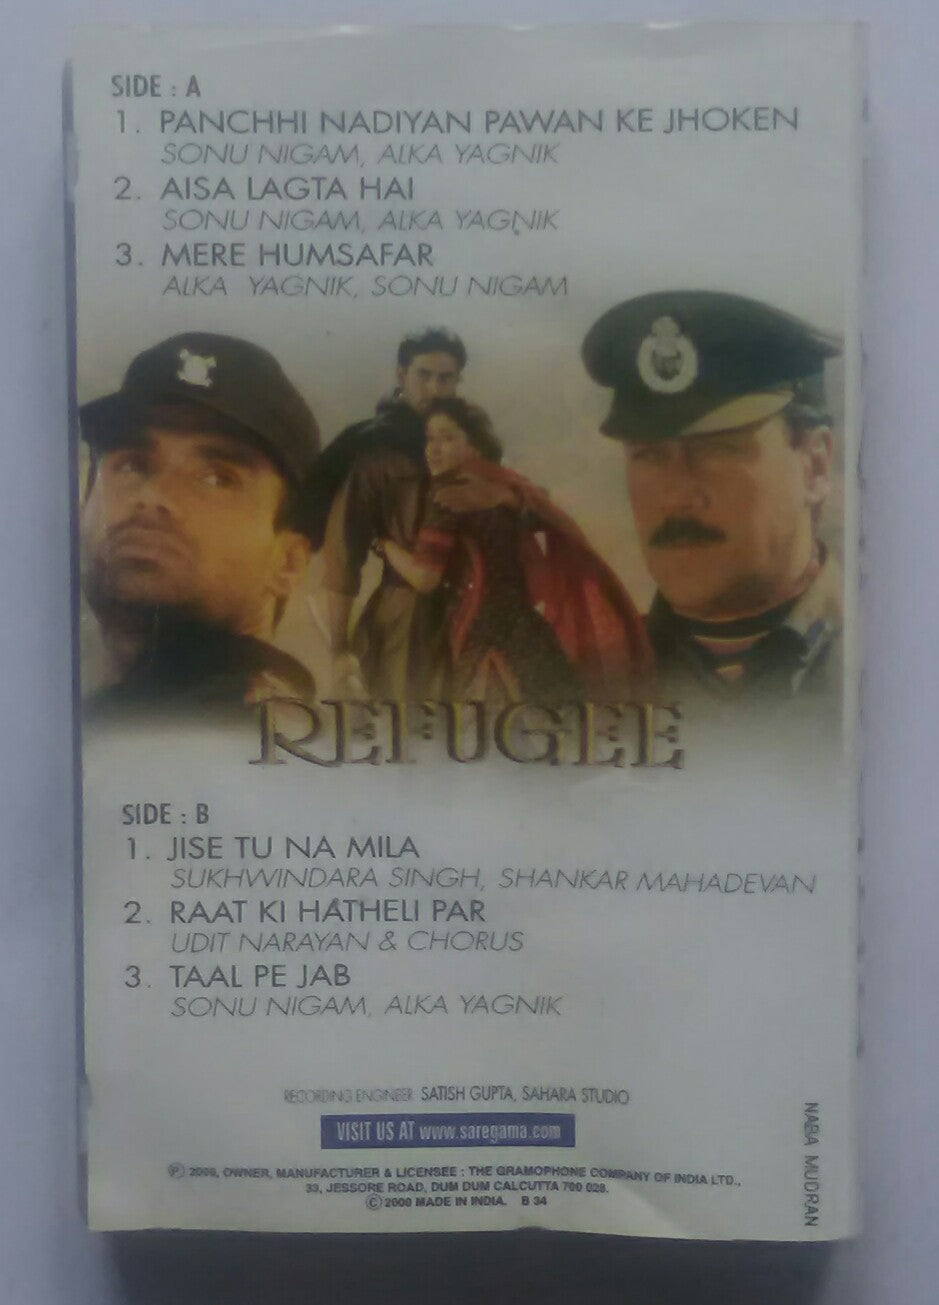 SIDE : A
1. PANCHHI NADIYAN PAWAN KE JHOKEN
SONU NIGAM, ALKA YAGNIK
2. AISA LAGTA HAI
SONU NIGAM, ALKA YAGNIK
3. MERE HUMSAFAR
ALKA YAGNIK, SONU NIGAM
REFUGEE
SIDE : B
1. JISE TU NA MILA
SUKHWINDARA SINGH, SHANKAR MAHADEVAN
2. RAAT KI HATHELI PAR
UDIT NARAYAN & CHORUS
3. TAAL PE JAB
SONU NIGAM, ALKA YAGNIK
RECORDING ENGINEER SATISH GUPTA, SAHARA STUDIO
VISIT US AT www.saregama.com
Ⓟ 2000, OWNER, MANUFACTURER & LICENSEE : THE GRAMOPHONE COMPANY OF INDIA LTD.,
33, JESSORE ROAD, DUM DUM CALCUTTA 700 028.
© 2000 MADE IN INDIA. B 34
NABA MUDRAN